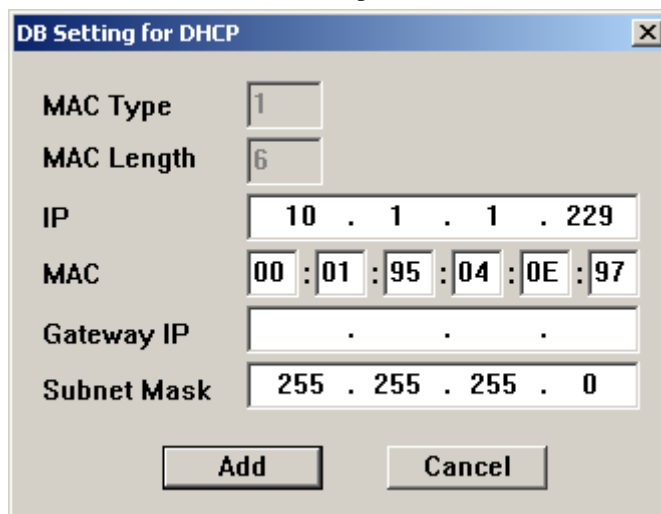 DB Setting for DHCP
MAC Type 1
MAC Length 6
IP 10 . 1 . 1 . 229
MAC 00 : 01 : 95 : 04 : 0E : 97
Gateway IP . . .
Subnet Mask 255 . 255 . 255 . 0
Add Cancel